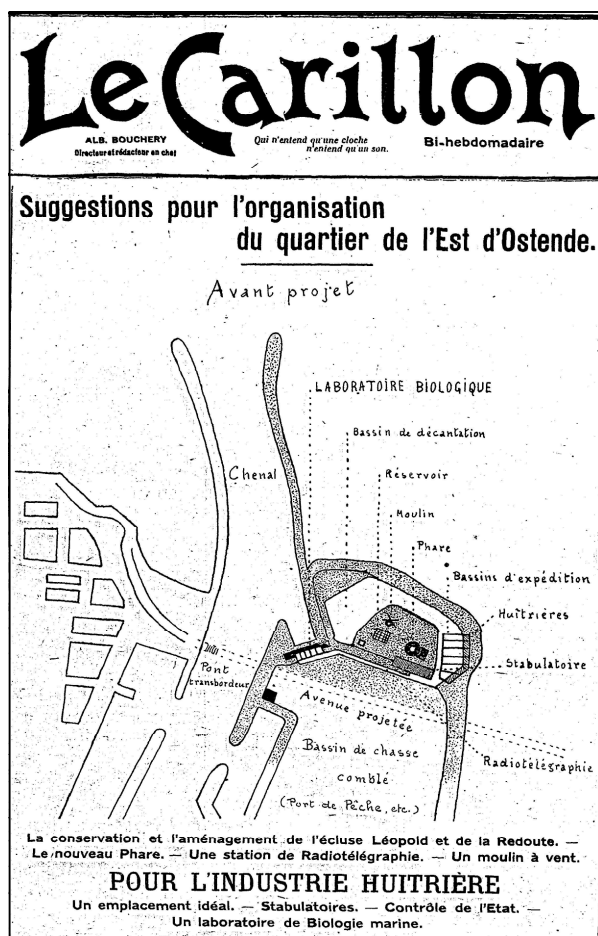 Le Carillon
ALB. BOUCHERY
Directeur et rédacteur en chef
Qui n'entend qu'une cloche
n'entend qu'un son.
Bi-hebdomadaire
Suggestions pour l'organisation
du quartier de l'Est d'Ostende.
Avant projet
LABORATOIRE BIOLOGIQUE
Bassin de décantation
Chenal
Réservoir
Moulin
Phare
Bassins d'expédition
Huîtrières
Stabulatoire
Pont
transbordeur
Avenue projetée
Bassin de chasse
comblé
(Port de Pêche, etc.)
Radiotélégraphie
La conservation et l'aménagement de l'écluse Léopold et de la Redoute. —
Le nouveau Phare. — Une station de Radiotélégraphie. — Un moulin à vent.
POUR L'INDUSTRIE HUITRIÈRE
Un emplacement idéal. — Stabulatoires. — Contrôle de l'Etat. —
Un laboratoire de Biologie marine.